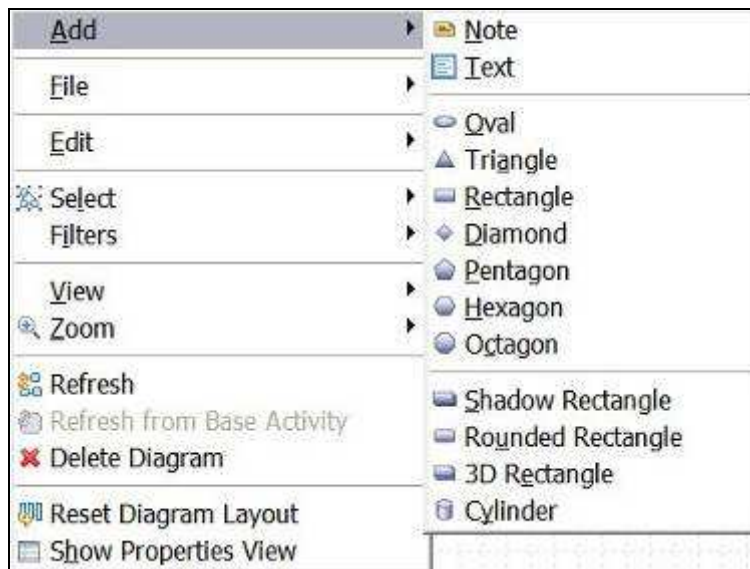 Add
File
Edit
Select
Filters
View
Zoom
Refresh
Refresh from Base Activity
Delete Diagram
Reset Diagram Layout
Show Properties View
Note
Text
Oval
Triangle
Rectangle
Diamond
Pentagon
Hexagon
Octagon
Shadow Rectangle
Rounded Rectangle
3D Rectangle
Cylinder